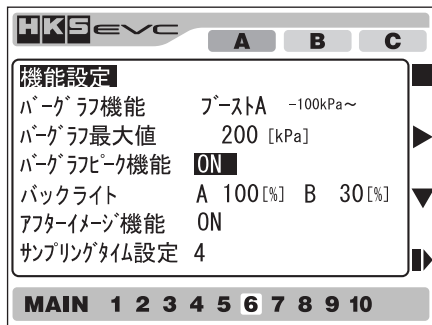 HKS EVC
A B C
機能設定
バーグラフ機能 ブーストA -100kPa～
バーグラフ最大値 200 [kPa]
バーグラフピーク機能 ON
バックライト A 100[%] B 30[%]
アフターイメージ機能 ON
サンプリングタイム設定 4
MAIN 1 2 3 4 5 6 7 8 9 10